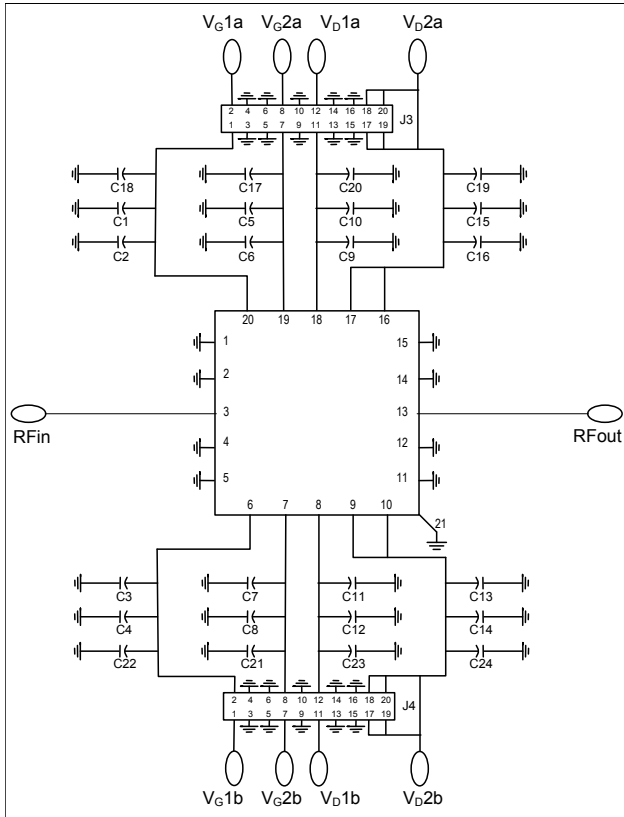 VG1a VG2a VD1a VD2a
2 4 6 8 10 12 14 16 18 20
1 3 5 7 9 11 13 15 17 19
J3
C18 C17 C20 C19
C1 C5 C10 C15
C2 C6 C9 C16
20 19 18 17 16
1 15
2 14
3 13
RFin RFout
4 12
5 11
6 7 8 9 10
21
C3 C7 C11 C13
C4 C8 C12 C14
C22 C21 C23 C24
2 4 6 8 10 12 14 16 18 20
1 3 5 7 9 11 13 15 17 19
J4
VG1b VG2b VD1b VD2b